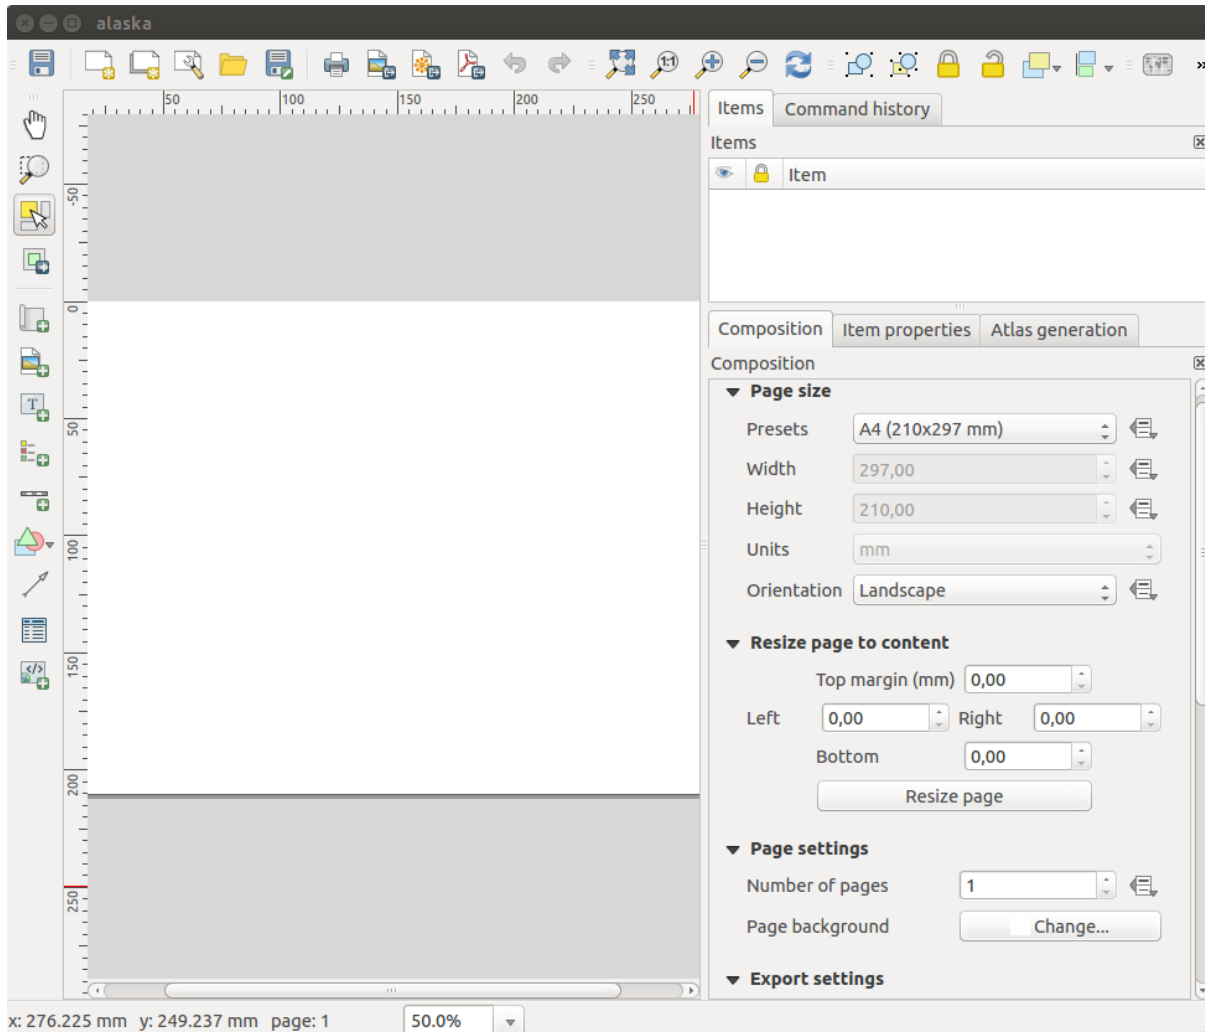 alaska
1:1
»
50 100 150 200 250
-50
0
50
100
150
200
250
Items Command history
Items
Item
Composition Item properties Atlas generation
Composition
Page size
Presets A4 (210x297 mm)
Width 297,00
Height 210,00
Units mm
Orientation Landscape
Resize page to content
Top margin (mm) 0,00
Left 0,00 Right 0,00
Bottom 0,00
Resize page
Page settings
Number of pages 1
Page background Change...
Export settings
x: 276.225 mm y: 249.237 mm page: 1 50.0%